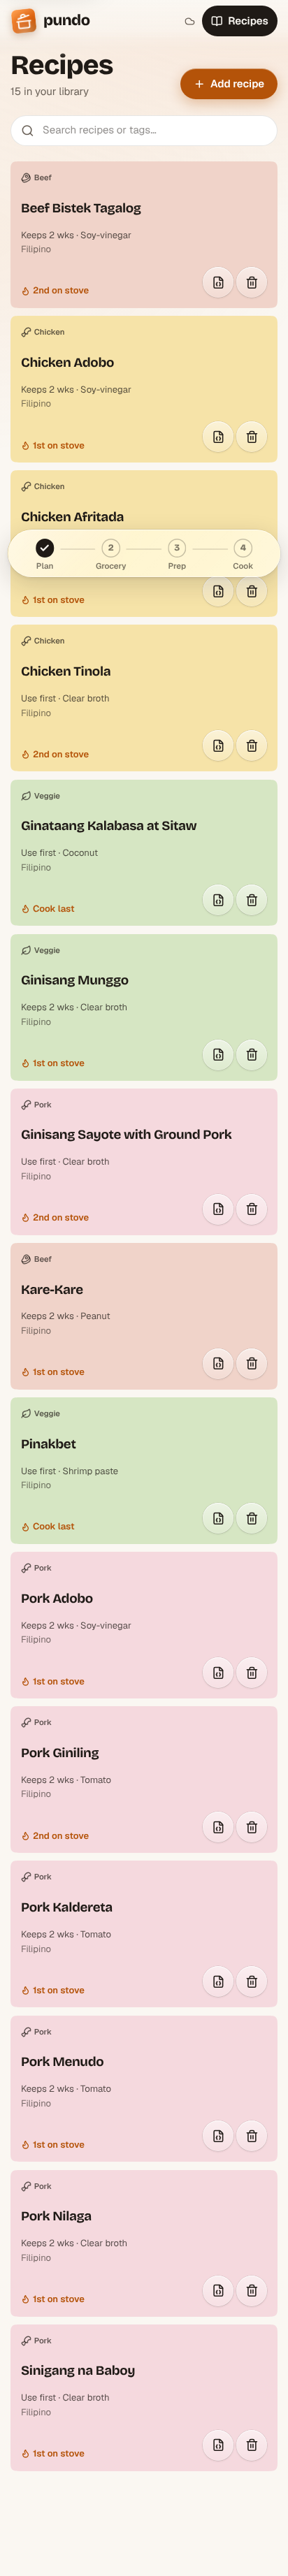 pundo
Recipes
Recipes
15 in your library
Add recipe
Search recipes or tags...
Beef
Beef Bistek Tagalog
Keeps 2 wks · Soy-vinegar
Filipino
2nd on stove
Chicken
Chicken Adobo
Keeps 2 wks · Soy-vinegar
Filipino
1st on stove
Chicken
Chicken Afritada
2
3
4
Plan
Grocery
Prep
Cook
1st on stove
Chicken
Chicken Tinola
Use first · Clear broth
Filipino
2nd on stove
Veggie
Ginataang Kalabasa at Sitaw
Use first · Coconut
Filipino
Cook last
Veggie
Ginisang Munggo
Keeps 2 wks · Clear broth
Filipino
1st on stove
Pork
Ginisang Sayote with Ground Pork
Use first · Clear broth
Filipino
2nd on stove
Beef
Kare-Kare
Keeps 2 wks · Peanut
Filipino
1st on stove
Veggie
Pinakbet
Use first · Shrimp paste
Filipino
Cook last
Pork
Pork Adobo
Keeps 2 wks · Soy-vinegar
Filipino
1st on stove
Pork
Pork Giniling
Keeps 2 wks · Tomato
Filipino
2nd on stove
Pork
Pork Kaldereta
Keeps 2 wks · Tomato
Filipino
1st on stove
Pork
Pork Menudo
Keeps 2 wks · Tomato
Filipino
1st on stove
Pork
Pork Nilaga
Keeps 2 wks · Clear broth
Filipino
1st on stove
Pork
Sinigang na Baboy
Use first · Clear broth
Filipino
1st on stove